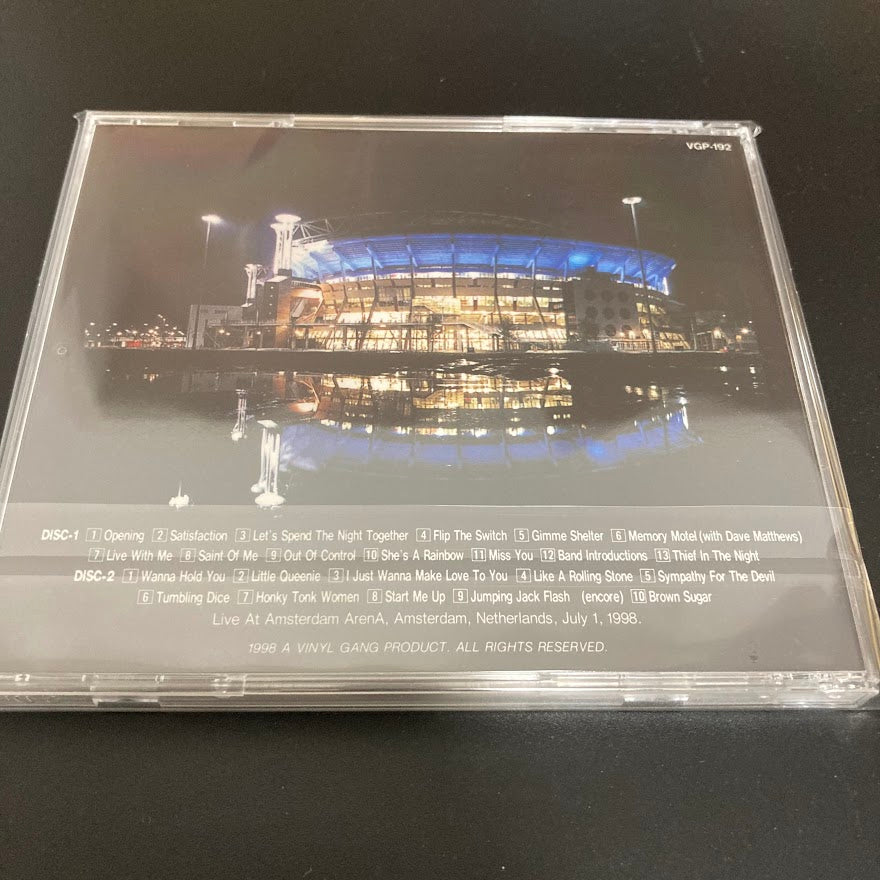 VGP-192
DISC-1 1 Opening 2 Satisfaction 3 Let's Spend The Night Together 4 Flip The Switch 5 Gimme Shelter 6 Memory Motel (with Dave Matthews)
7 Live With Me 8 Saint Of Me 9 Out Of Control 10 She's A Rainbow 11 Miss You 12 Band Introductions 13 Thief In The Night
DISC-2 1 Wanna Hold You 2 Little Queenie 3 I Just Wanna Make Love To You 4 Like A Rolling Stone 5 Sympathy For The Devil
6 Tumbling Dice 7 Honky Tonk Women 8 Start Me Up 9 Jumping Jack Flash (encore) 10 Brown Sugar
Live At Amsterdam ArenA, Amsterdam, Netherlands, July 1, 1998.
1998 A VINYL GANG PRODUCT. ALL RIGHTS RESERVED.